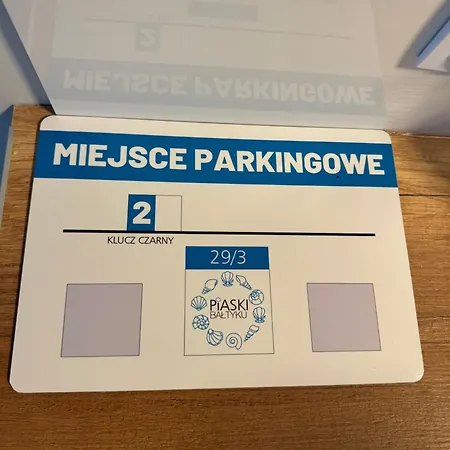 MIEJSCE PARKINGOWE
2
KLUCZ CZARNY
29/3
PiASKI
BAŁTYKU